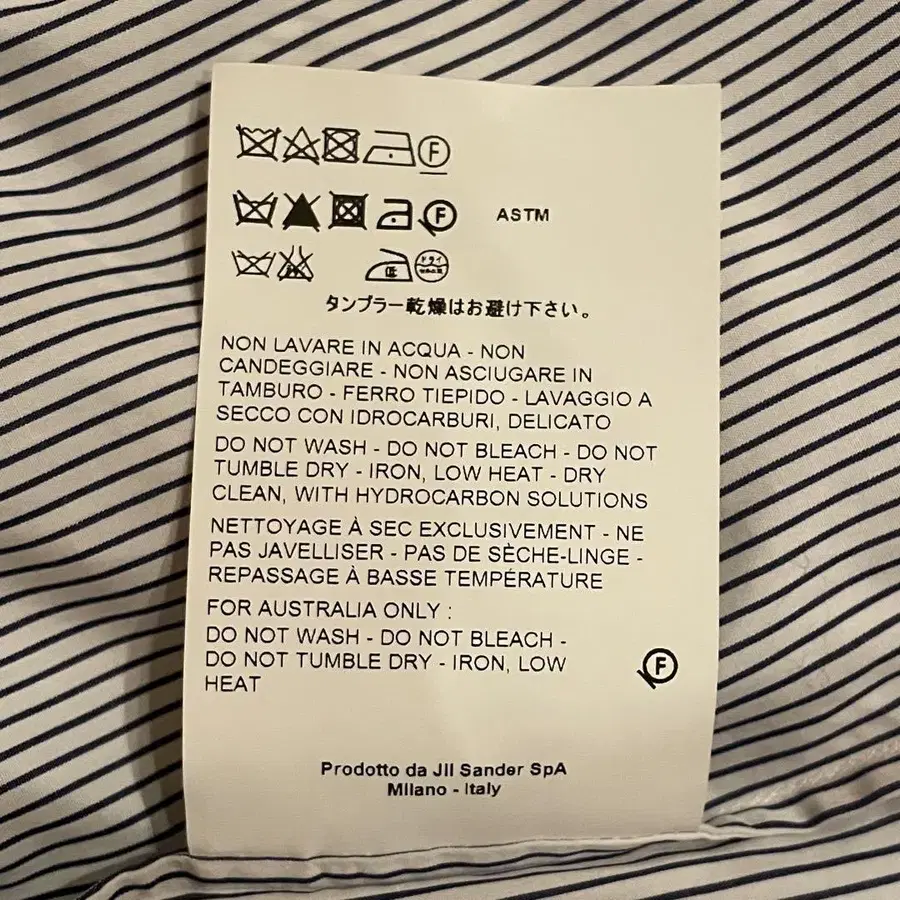 F
F ASTM
低 ドライ
タンブラー乾燥はお避け下さい。
NON LAVARE IN ACQUA - NON
CANDEGGIARE - NON ASCIUGARE IN
TAMBURO - FERRO TIEPIDO - LAVAGGIO A
SECCO CON IDROCARBURI, DELICATO
DO NOT WASH - DO NOT BLEACH - DO NOT
TUMBLE DRY - IRON, LOW HEAT - DRY
CLEAN, WITH HYDROCARBON SOLUTIONS
NETTOYAGE À SEC EXCLUSIVEMENT - NE
PAS JAVELLISER - PAS DE SÈCHE-LINGE -
REPASSAGE À BASSE TEMPÉRATURE
FOR AUSTRALIA ONLY :
DO NOT WASH - DO NOT BLEACH -
DO NOT TUMBLE DRY - IRON, LOW
HEAT
F
Prodotto da Jil Sander SpA
Milano - Italy